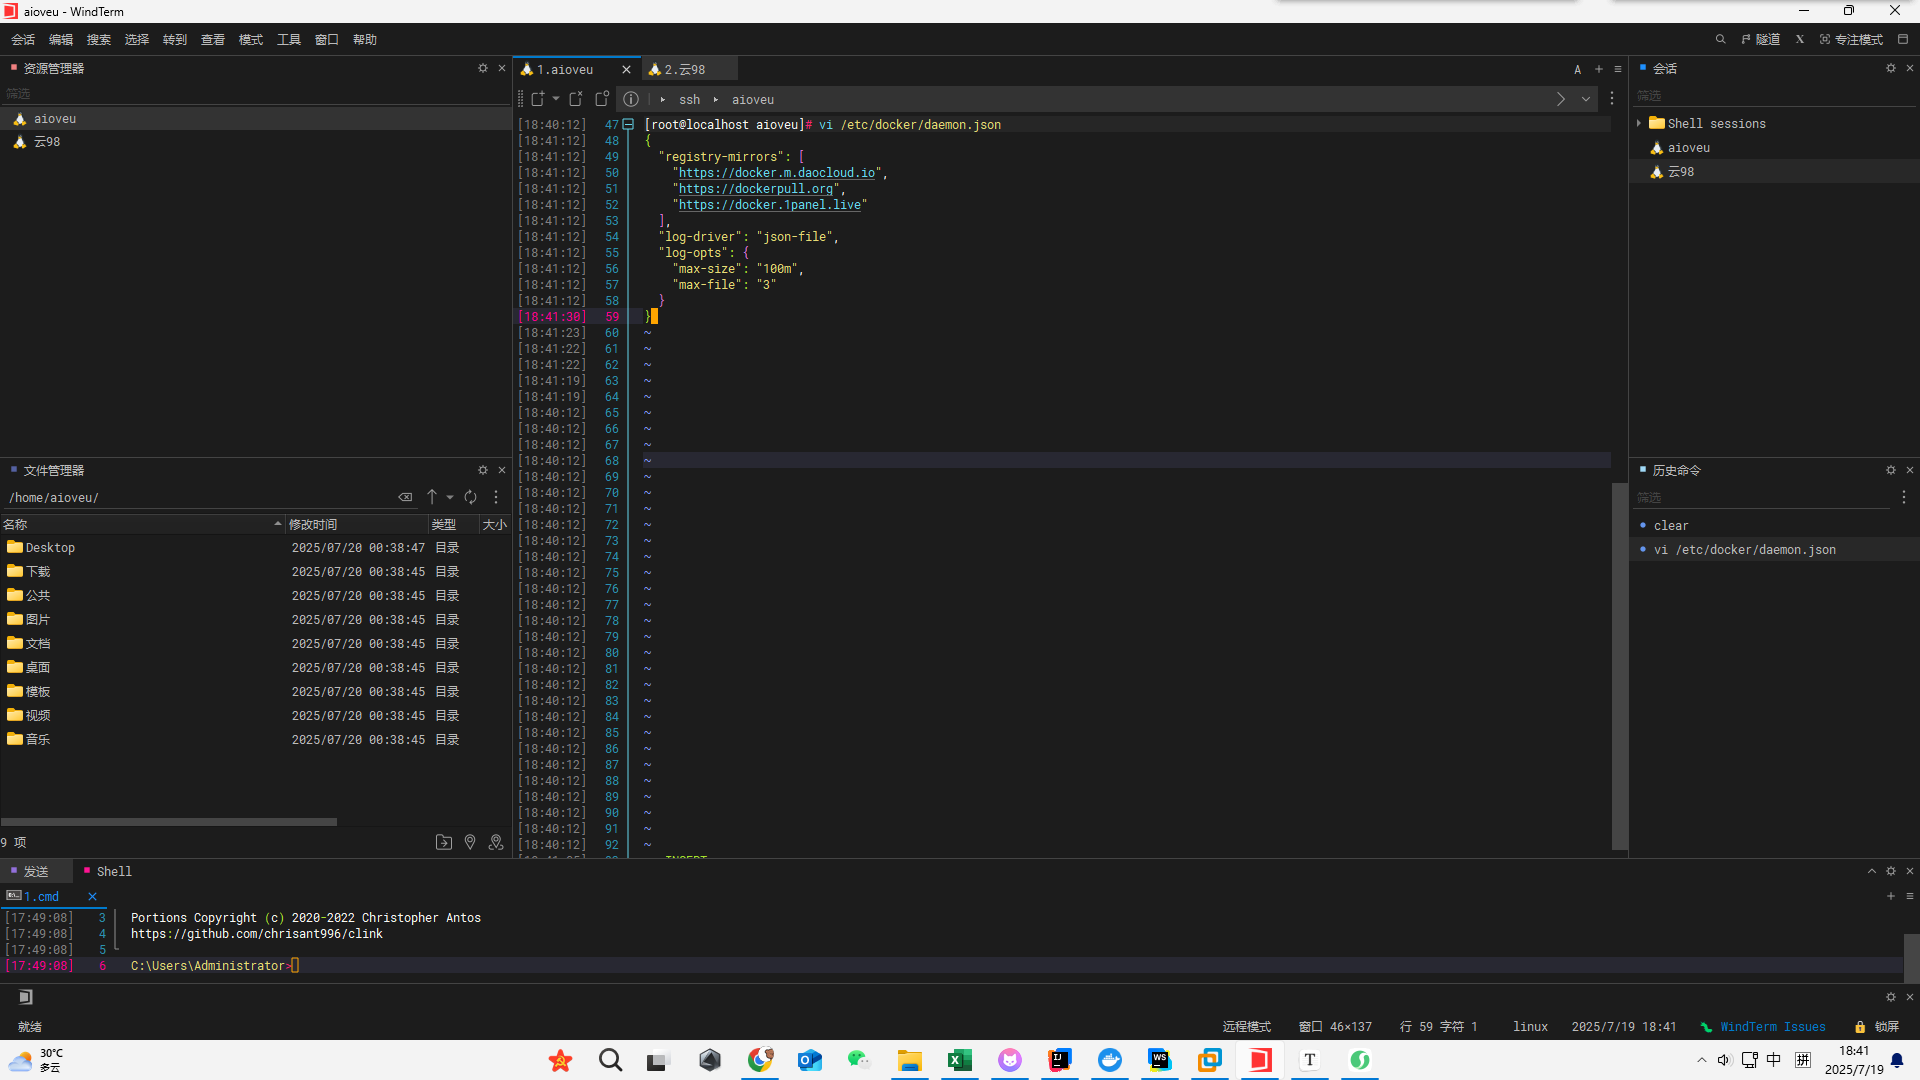 aioveu - WindTerm
会话 编辑 搜索 选择 转到 查看 模式 工具 窗口 帮助
隧道 X 专注模式
资源管理器
筛选
aioveu
云98
1.aioveu
2.云98
A
ssh aioveu
[18:40:12] 47 [root@localhost aioveu]# vi /etc/docker/daemon.json
[18:41:12] 48 {
[18:41:12] 49 "registry-mirrors": [
[18:41:12] 50 "https://docker.m.daocloud.io",
[18:41:12] 51 "https://dockerpull.org",
[18:41:12] 52 "https://docker.1panel.live"
[18:41:12] 53 ],
[18:41:12] 54 "log-driver": "json-file",
[18:41:12] 55 "log-opts": {
[18:41:12] 56 "max-size": "100m",
[18:41:12] 57 "max-file": "3"
[18:41:12] 58 }
[18:41:30] 59 }
[18:41:23] 60 ~
[18:41:22] 61 ~
[18:41:22] 62 ~
[18:41:19] 63 ~
[18:41:19] 64 ~
[18:40:12] 65 ~
[18:40:12] 66 ~
[18:40:12] 67 ~
[18:40:12] 68 ~
[18:40:12] 69 ~
[18:40:12] 70 ~
[18:40:12] 71 ~
[18:40:12] 72 ~
[18:40:12] 73 ~
[18:40:12] 74 ~
[18:40:12] 75 ~
[18:40:12] 76 ~
[18:40:12] 77 ~
[18:40:12] 78 ~
[18:40:12] 79 ~
[18:40:12] 80 ~
[18:40:12] 81 ~
[18:40:12] 82 ~
[18:40:12] 83 ~
[18:40:12] 84 ~
[18:40:12] 85 ~
[18:40:12] 86 ~
[18:40:12] 87 ~
[18:40:12] 88 ~
[18:40:12] 89 ~
[18:40:12] 90 ~
[18:40:12] 91 ~
[18:40:12] 92 ~
会话
筛选
Shell sessions
aioveu
云98
文件管理器
/home/aioveu/
名称 修改时间 类型 大小
Desktop 2025/07/20 00:38:47 目录
下载 2025/07/20 00:38:45 目录
公共 2025/07/20 00:38:45 目录
图片 2025/07/20 00:38:45 目录
文档 2025/07/20 00:38:45 目录
桌面 2025/07/20 00:38:45 目录
模板 2025/07/20 00:38:45 目录
视频 2025/07/20 00:38:45 目录
音乐 2025/07/20 00:38:45 目录
9 项
历史命令
筛选
clear
vi /etc/docker/daemon.json
发送 Shell
1.cmd
[17:49:08] 3 Portions Copyright (c) 2020-2022 Christopher Antos
[17:49:08] 4 https://github.com/chrisant996/clink
[17:49:08] 5
[17:49:08] 6 C:\Users\Administrator>
就绪 远程模式 窗口 46×137 行 59 字符 1 linux 2025/7/19 18:41 WindTerm Issues 锁屏
30°C
多云
中 拼
18:41
2025/7/19